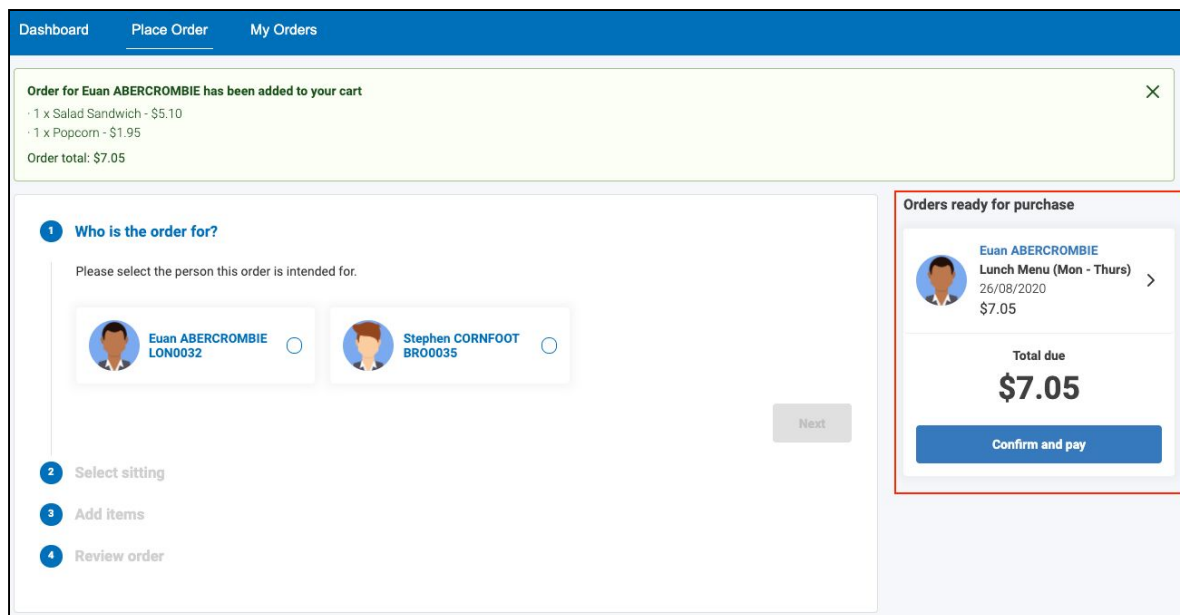 Dashboard Place Order My Orders
Order for Euan ABERCROMBIE has been added to your cart
· 1 x Salad Sandwich - $5.10
· 1 x Popcorn - $1.95
Order total: $7.05
1 Who is the order for?
Please select the person this order is intended for.
Euan ABERCROMBIE
LON0032
Stephen CORNFOOT
BRO0035
Next
2 Select sitting
3 Add items
4 Review order
Orders ready for purchase
Euan ABERCROMBIE
Lunch Menu (Mon - Thurs)
26/08/2020
$7.05
Total due
$7.05
Confirm and pay